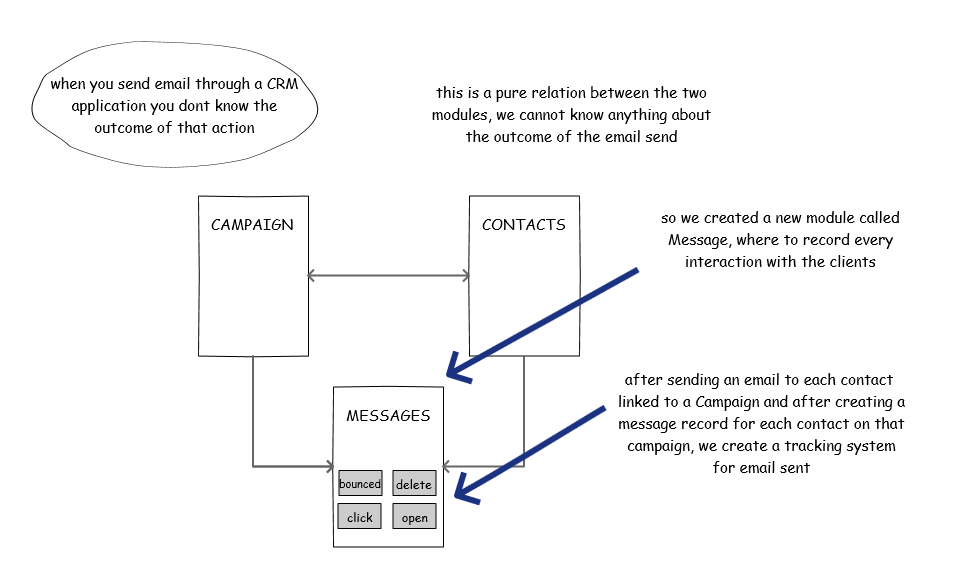 when you send email through a CRM
application you dont know the
outcome of that action
this is a pure relation between the two
modules, we cannot know anything about
the outcome of the email send
CAMPAIGN
CONTACTS
so we created a new module called
Message, where to record every
interaction with the clients
after sending an email to each contact
linked to a Campaign and after creating a
message record for each contact on that
campaign, we create a tracking system
for email sent
MESSAGES
bounced
delete
click
open